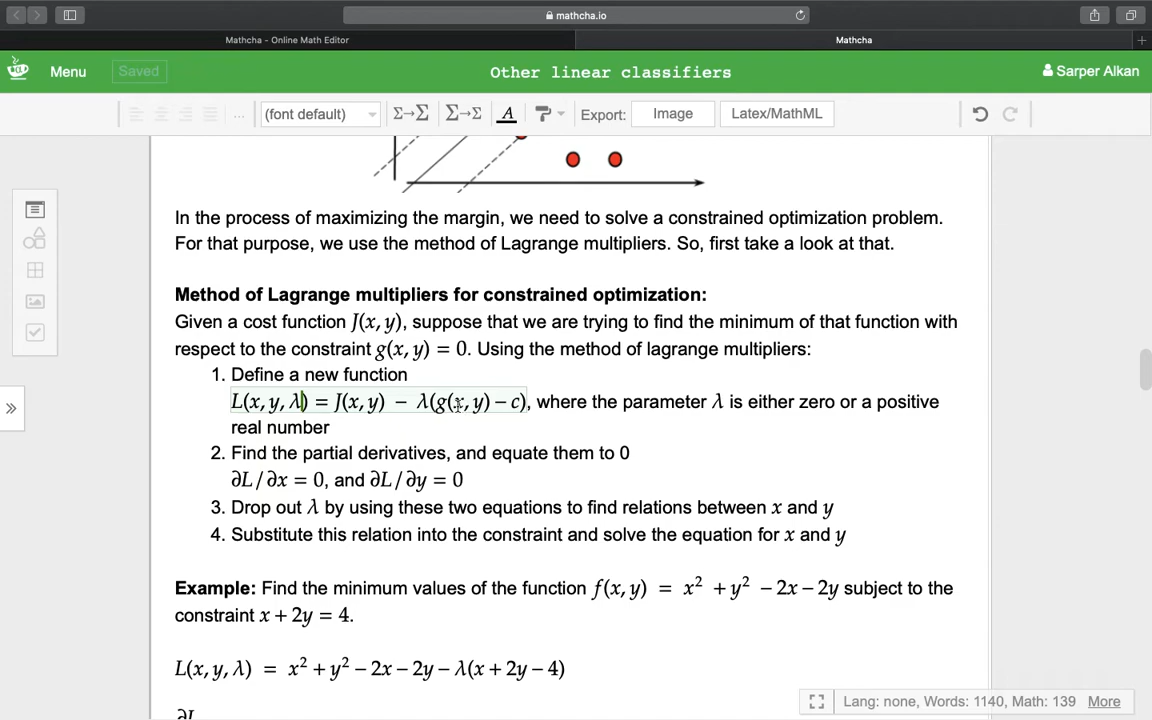 mathcha.io
Mathcha - Online Math Editor
Mathcha
Menu
Saved
Other linear classifiers
Sarper Alkan
...
(font default)
Σ→Σ
Σ→Σ
A
Export:
Image
Latex/MathML
In the process of maximizing the margin, we need to solve a constrained optimization problem.
For that purpose, we use the method of Lagrange multipliers. So, first take a look at that.
Method of Lagrange multipliers for constrained optimization:
Given a cost function J(x, y), suppose that we are trying to find the minimum of that function with
respect to the constraint g(x, y) = 0. Using the method of lagrange multipliers:
1. Define a new function
L(x, y, λ) = J(x, y) − λ(g(x, y) − c), where the parameter λ is either zero or a positive
real number
2. Find the partial derivatives, and equate them to 0
∂L / ∂x = 0, and ∂L / ∂y = 0
3. Drop out λ by using these two equations to find relations between x and y
4. Substitute this relation into the constraint and solve the equation for x and y
Example: Find the minimum values of the function f(x, y) = x² + y² − 2x − 2y subject to the
constraint x + 2y = 4.
L(x, y, λ) = x² + y² − 2x − 2y − λ(x + 2y − 4)
∂L
Lang: none, Words: 1140, Math: 139 More